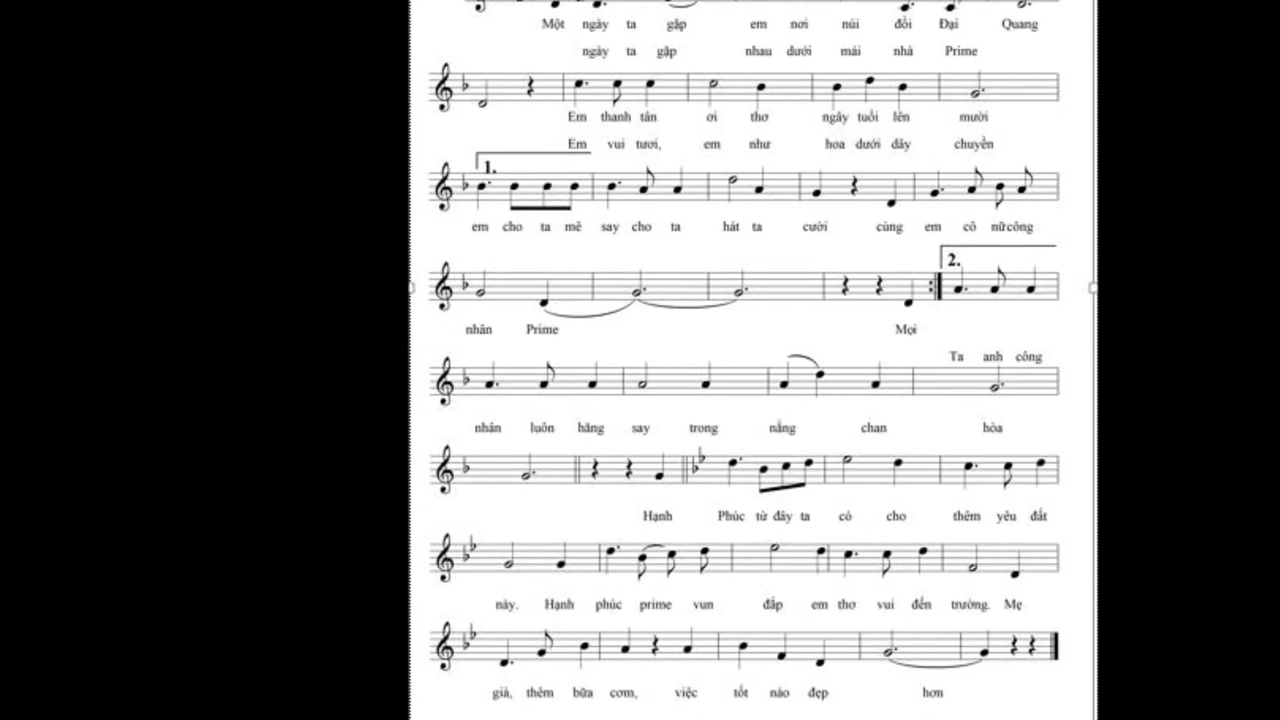 Một ngày ta gặp em nơi núi đồi Đại Quang
ngày ta gặp nhau dưới mái nhà Prime
Em thanh tân ơi thơ ngây tuổi lên mười
Em vui tươi, em như hoa dưới dây chuyền
1.
em cho ta mê say cho ta hát ta cười cùng em cô nữcông
2.
nhân Prime Mọi
Ta anh công
nhân luôn hăng say trong nắng chan hòa
Hạnh Phúc từ đây ta có cho thêm yêu đất
này. Hạnh phúc prime vun đắp em thơ vui đến trường. Mẹ
già, thêm bữa cơm, việc tốt nào đẹp hơn